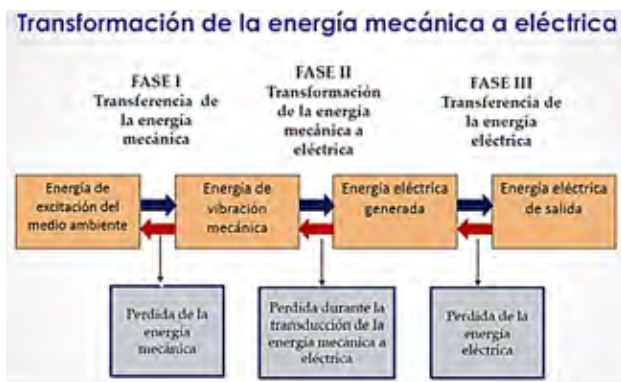 Transformación de la energía mecánica a eléctrica
FASE I
Transferencia de
la energía
mecánica
FASE II
Transformación
de la energía
mecánica a
eléctrica
FASE III
Transferencia de
la energía
eléctrica
Energía de
excitación del
medio ambiente
Energía de
vibración
mecánica
Energía eléctrica
generada
Energía eléctrica
de salida
Perdida de la
energía
mecánica
Perdida durante la
transducción de la
energía mecánica a
eléctrica
Perdida de la
energía
eléctrica